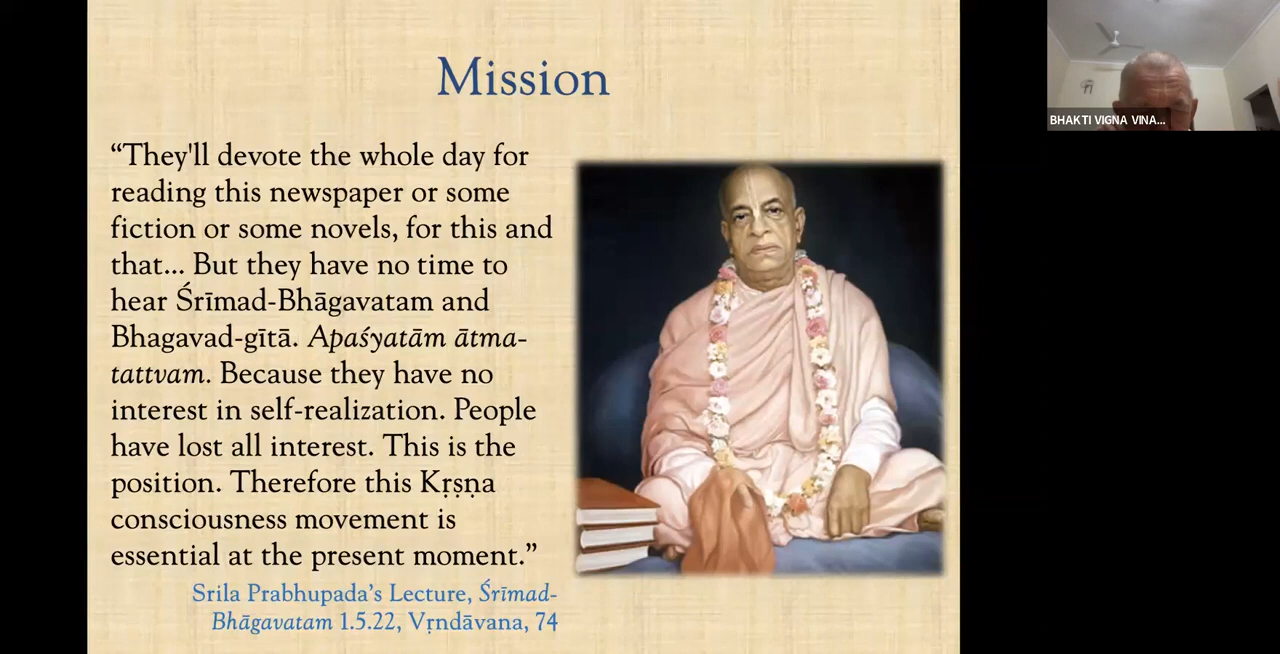 Mission
“They'll devote the whole day for
reading this newspaper or some
fiction or some novels, for this and
that... But they have no time to
hear Śrīmad-Bhāgavatam and
Bhagavad-gītā. Apaśyatām ātma-
tattvam. Because they have no
interest in self-realization. People
have lost all interest. This is the
position. Therefore this Kṛṣṇa
consciousness movement is
essential at the present moment.”
Srila Prabhupada’s Lecture, Śrīmad-
Bhāgavatam 1.5.22, Vṛndāvana, 74
BHAKTI VIGNA VINA...